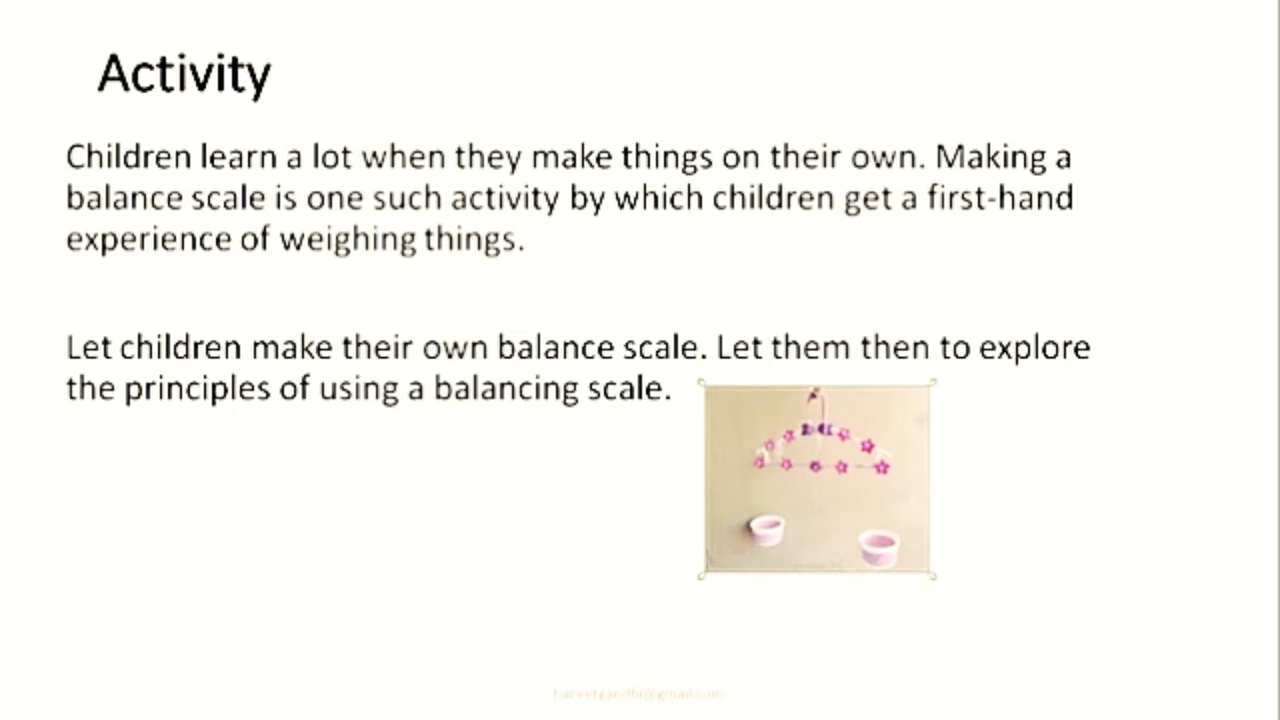 Activity
Children learn a lot when they make things on their own. Making a
balance scale is one such activity by which children get a first-hand
experience of weighing things.
Let children make their own balance scale. Let them then to explore
the principles of using a balancing scale.